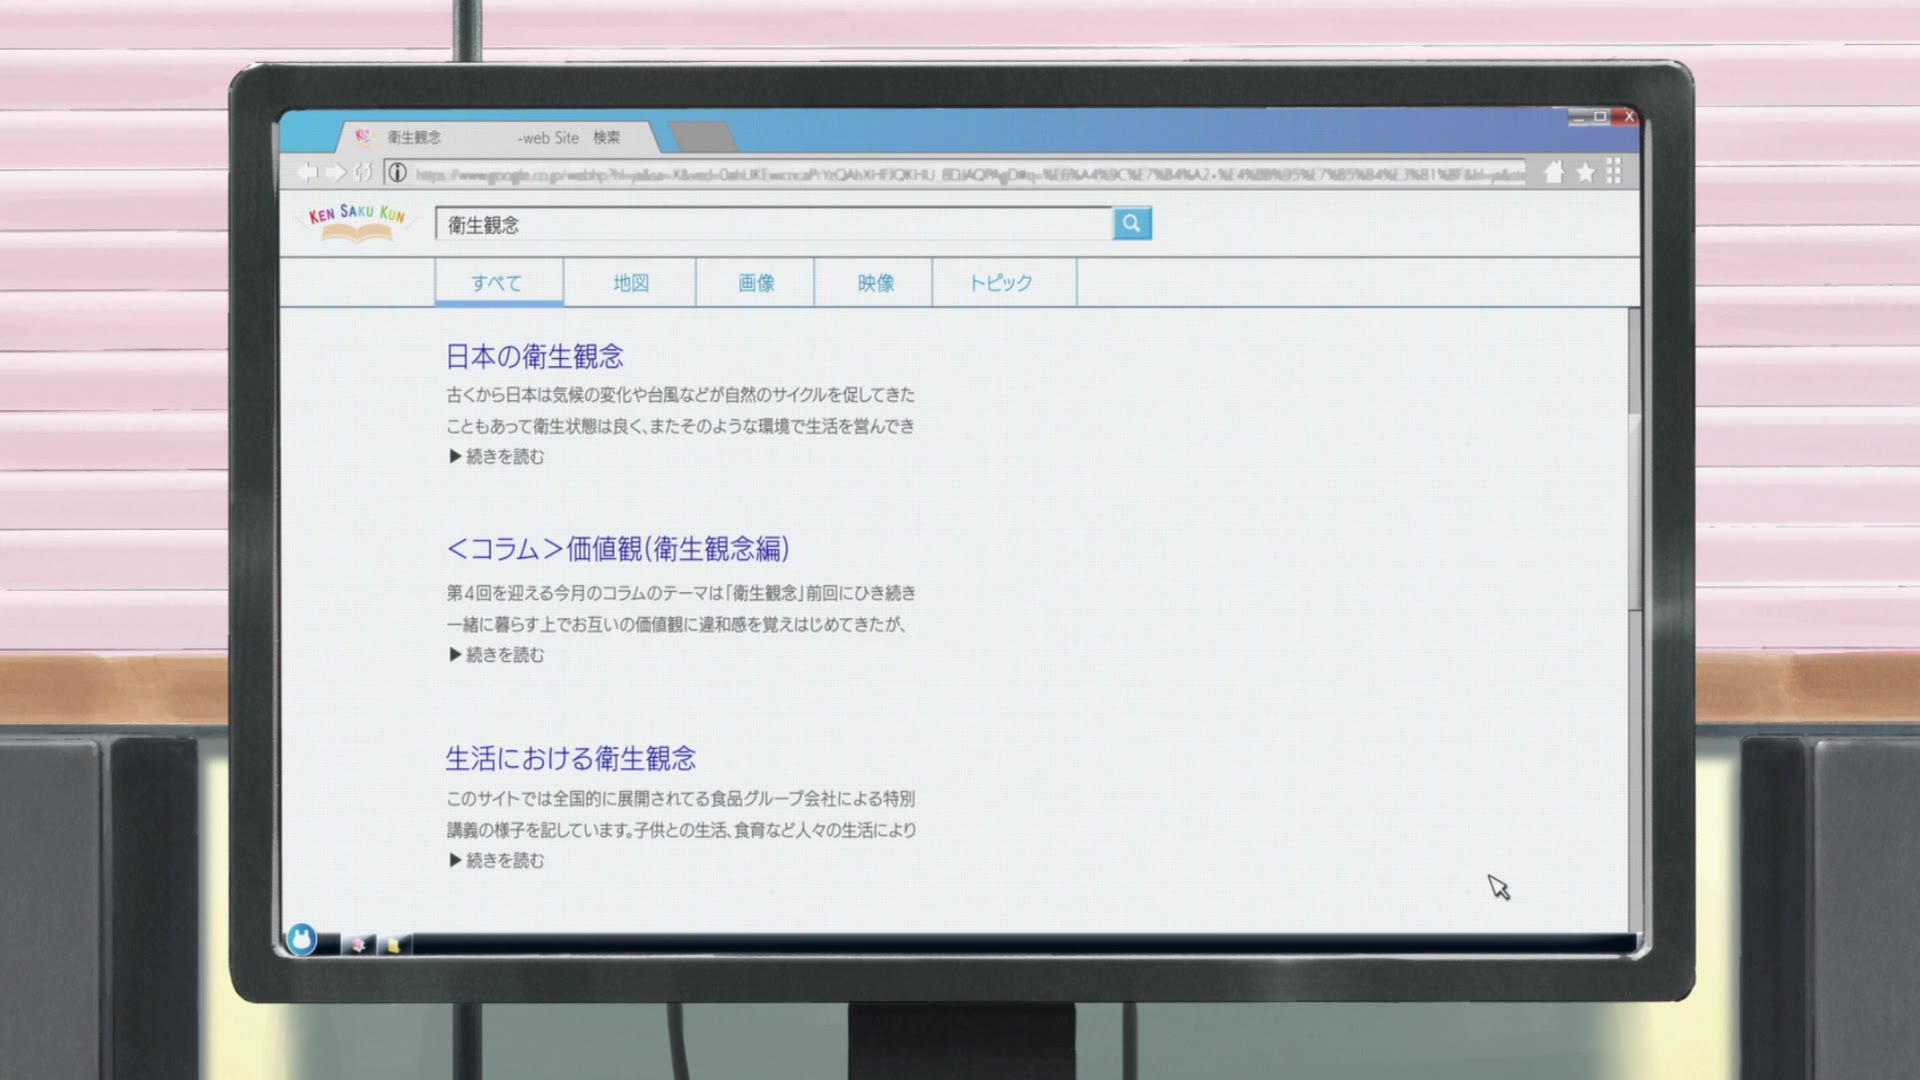 衛生観念 -web Site 検索
KEN SAKU KUN
衛生観念
すべて 地図 画像 映像 トピック
日本の衛生観念
古くから日本は気候の変化や台風などが自然のサイクルを促してきた
こともあって衛生状態は良く、またそのような環境で生活を営んでき
▶続きを読む
＜コラム＞価値観(衛生観念編)
第4回を迎える今月のコラムのテーマは「衛生観念」前回にひき続き
一緒に暮らす上でお互いの価値観に違和感を覚えはじめてきたが、
▶続きを読む
生活における衛生観念
このサイトでは全国的に展開されてる食品グループ会社による特別
講義の様子を記しています。子供との生活、食育など人々の生活により
▶続きを読む